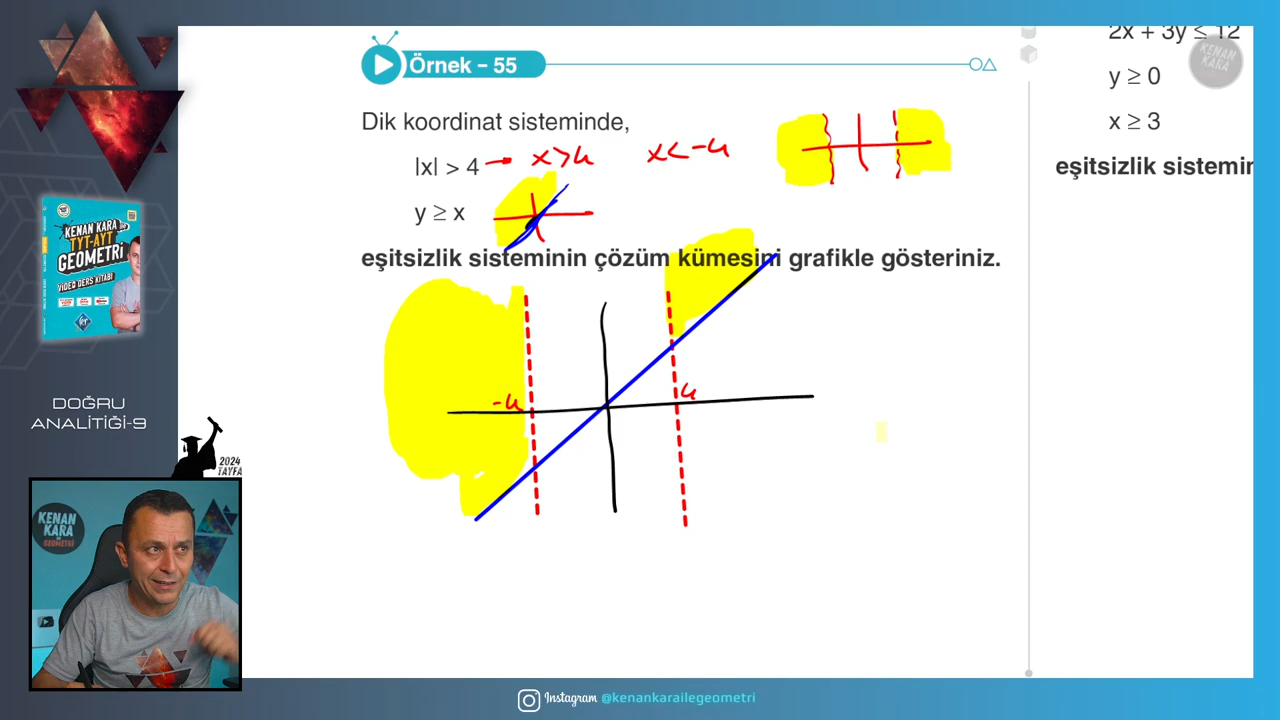 Örnek - 55
Dik koordinat sisteminde,
|x| > 4 → x>4 x<-4
y ≥ x
eşitsizlik sisteminin çözüm kümesini grafikle gösteriniz.
-4
4
2x + 3y ≤ 12
y ≥ 0
x ≥ 3
eşitsizlik sistemin
KENAN
KARA
KENAN KARA
TYT-AYT
GEOMETRİ
VİDEO DERS KİTABI
DOĞRU
ANALİTİĞİ-9
2024
TAYFA
KENAN
KARA
GEOMETRİ
Instagram @kenankarailegeometri